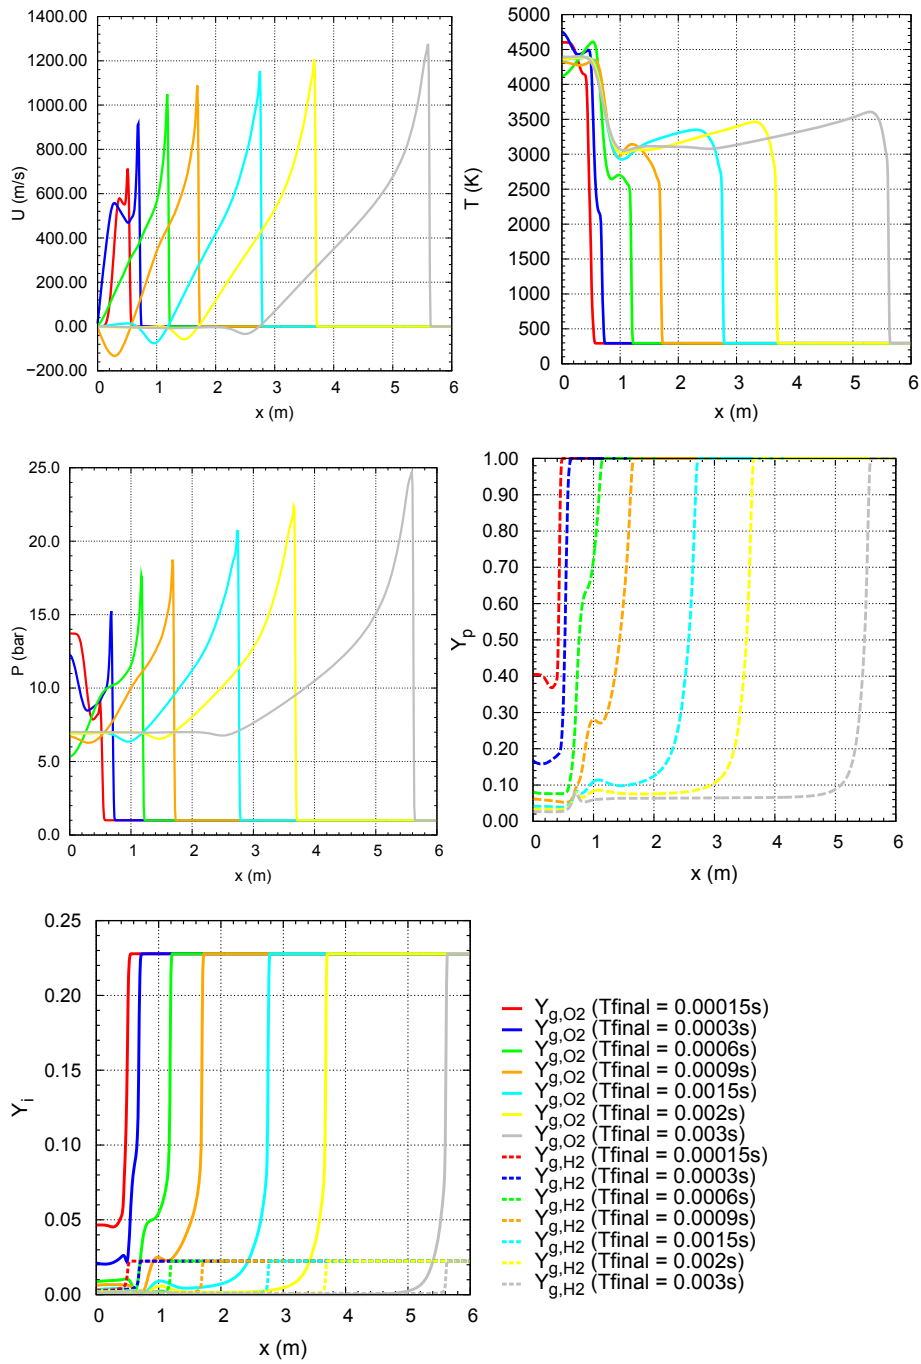 1400.00
1200.00
1000.00
800.00
600.00
400.00
200.00
0.00
−200.00
U (m/s)
0 1 2 3 4 5 6
x (m)
5000
4500
4000
3500
3000
2500
2000
1500
1000
500
0
T (K)
0 1 2 3 4 5 6
x (m)
25.0
20.0
15.0
10.0
5.0
0.0
P (bar)
0 1 2 3 4 5 6
x (m)
1.00
0.90
0.80
0.70
0.60
0.50
0.40
0.30
0.20
0.10
0.00
Yp
0 1 2 3 4 5 6
x (m)
0.25
0.20
0.15
0.10
0.05
0.00
Yi
0 1 2 3 4 5 6
x (m)
Yg,O2 (Tfinal = 0.00015s)
Yg,O2 (Tfinal = 0.0003s)
Yg,O2 (Tfinal = 0.0006s)
Yg,O2 (Tfinal = 0.0009s)
Yg,O2 (Tfinal = 0.0015s)
Yg,O2 (Tfinal = 0.002s)
Yg,O2 (Tfinal = 0.003s)
Yg,H2 (Tfinal = 0.00015s)
Yg,H2 (Tfinal = 0.0003s)
Yg,H2 (Tfinal = 0.0006s)
Yg,H2 (Tfinal = 0.0009s)
Yg,H2 (Tfinal = 0.0015s)
Yg,H2 (Tfinal = 0.002s)
Yg,H2 (Tfinal = 0.003s)